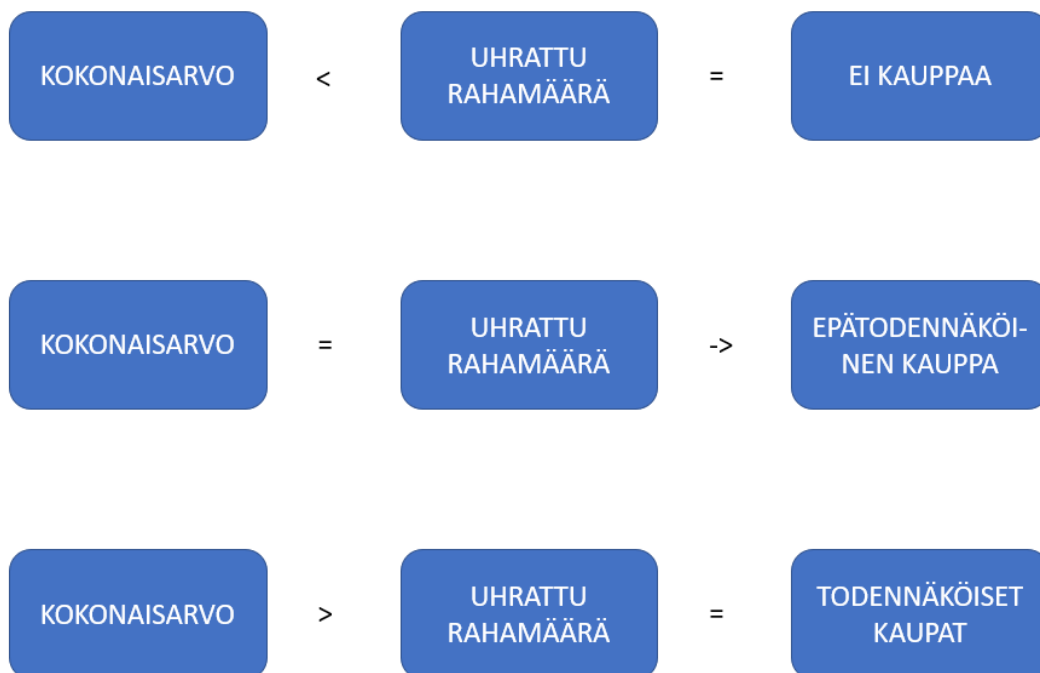 KOKONAISARVO < UHRATTU = EI KAUPPAA
RAHAMÄÄRÄ
KOKONAISARVO = UHRATTU -> EPÄTODENNÄKÖI-
RAHAMÄÄRÄ NEN KAUPPA
KOKONAISARVO > UHRATTU = TODENNÄKÖISET
RAHAMÄÄRÄ KAUPAT